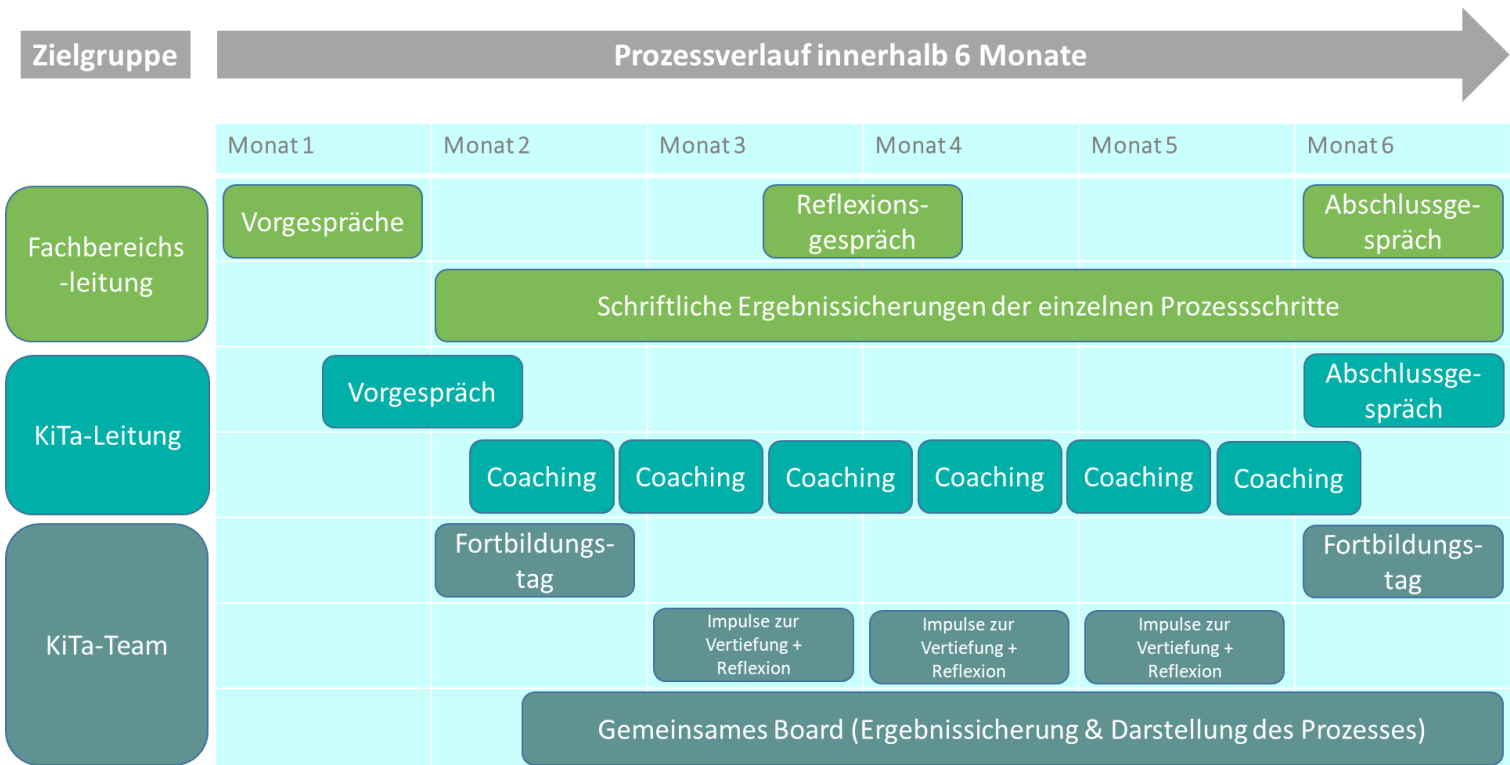 Zielgruppe
Prozessverlauf innerhalb 6 Monate
Monat 1
Monat 2
Monat 3
Monat 4
Monat 5
Monat 6
Fachbereichs
-leitung
Vorgespräche
Reflexions-
gespräch
Abschlussge-
spräch
Schriftliche Ergebnissicherungen der einzelnen Prozessschritte
KiTa-Leitung
Vorgespräch
Abschlussge-
spräch
Coaching
Coaching
Coaching
Coaching
Coaching
Coaching
KiTa-Team
Fortbildungs-
tag
Fortbildungs-
tag
Impulse zur
Vertiefung +
Reflexion
Impulse zur
Vertiefung +
Reflexion
Impulse zur
Vertiefung +
Reflexion
Gemeinsames Board (Ergebnissicherung & Darstellung des Prozesses)